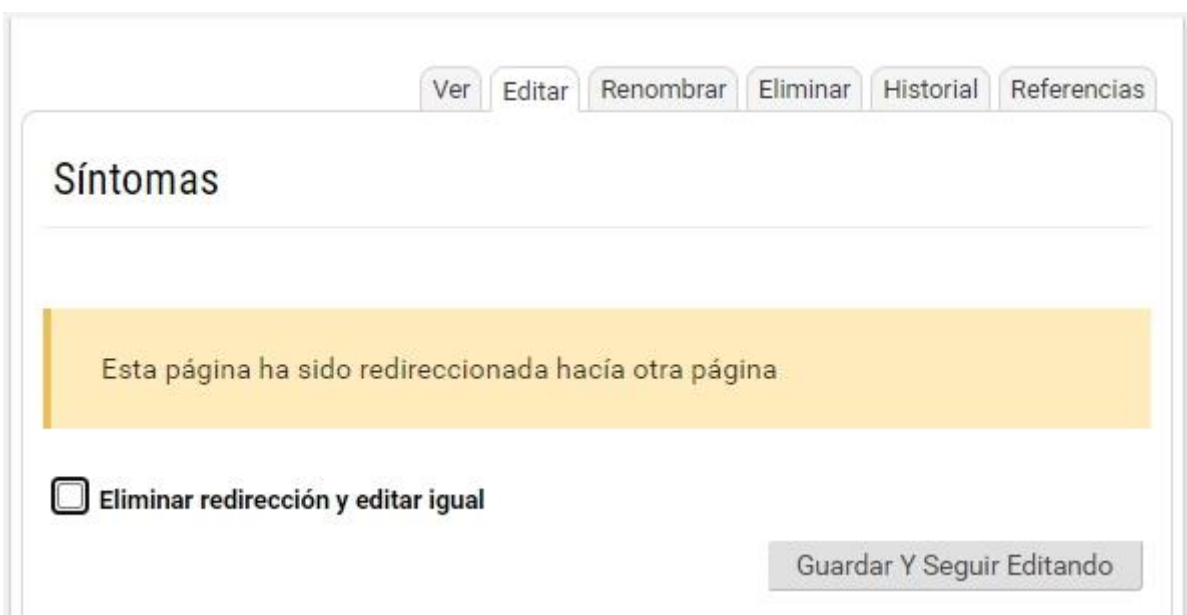 Ver Editar Renombrar Eliminar Historial Referencias
Síntomas
Esta página ha sido redireccionada hacía otra página
Eliminar redirección y editar igual
Guardar Y Seguir Editando